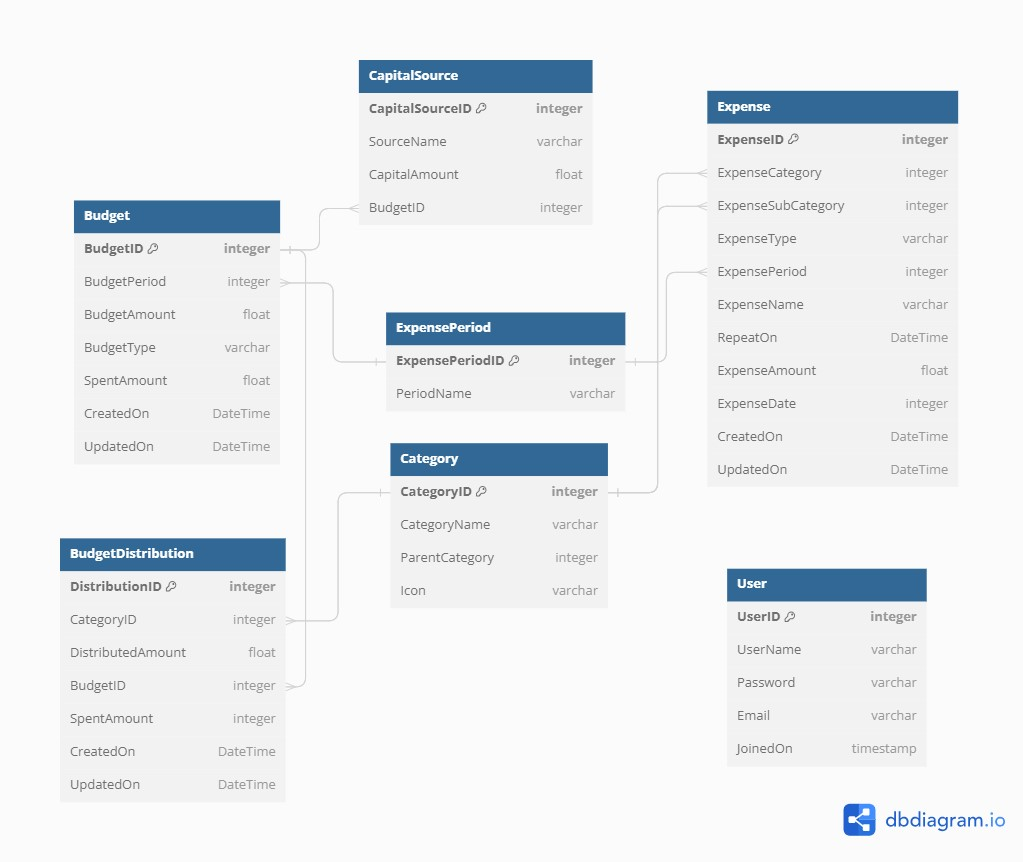 CapitalSource
CapitalSourceID integer
SourceName varchar
CapitalAmount float
BudgetID integer
Expense
ExpenseID integer
ExpenseCategory integer
ExpenseSubCategory integer
ExpenseType varchar
ExpensePeriod integer
ExpenseName varchar
RepeatOn DateTime
ExpenseAmount float
ExpenseDate integer
CreatedOn DateTime
UpdatedOn DateTime
Budget
BudgetID integer
BudgetPeriod integer
BudgetAmount float
BudgetType varchar
SpentAmount float
CreatedOn DateTime
UpdatedOn DateTime
ExpensePeriod
ExpensePeriodID integer
PeriodName varchar
Category
CategoryID integer
CategoryName varchar
ParentCategory integer
Icon varchar
BudgetDistribution
DistributionID integer
CategoryID integer
DistributedAmount float
BudgetID integer
SpentAmount integer
CreatedOn DateTime
UpdatedOn DateTime
User
UserID integer
UserName varchar
Password varchar
Email varchar
JoinedOn timestamp
dbdiagram.io